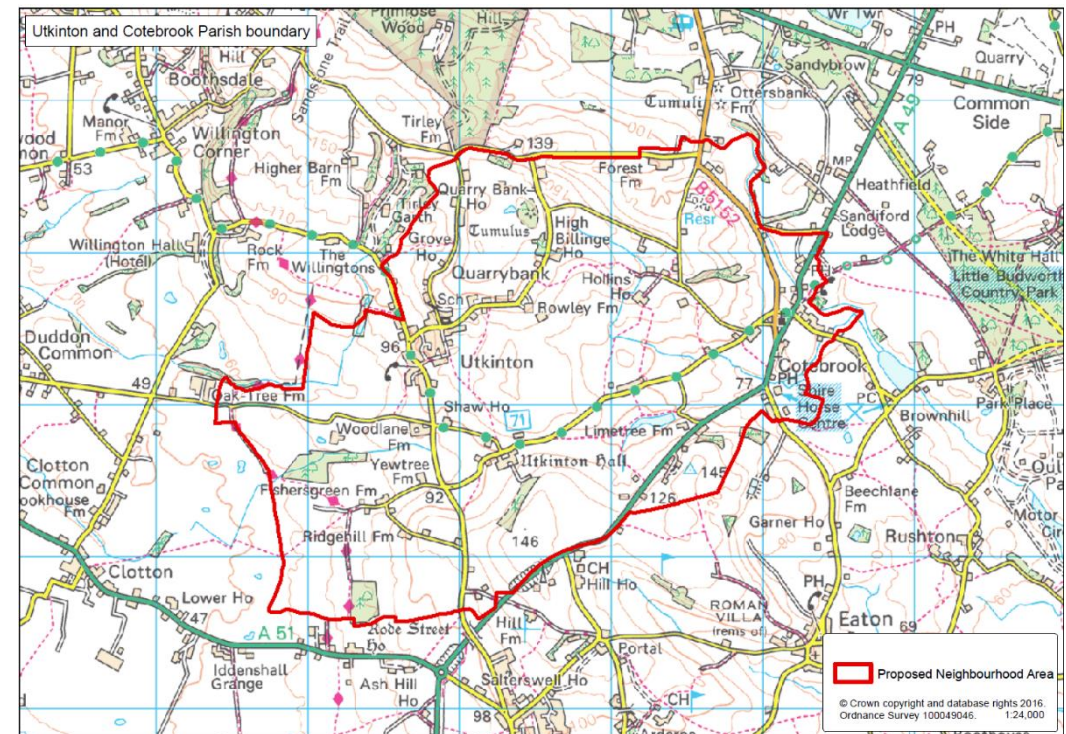 Utkinton and Cotebrook Parish boundary
Primrose
Wood
Hill
Wr Twr
PH
Quarry
Hill
Boothsdale
Sandstone Trail
Sandybrow
79
Ottersbank
Fm
Tumuli
Common
Side
A 49
Manor
Fm
53
Willington
Corner
Tirley
Fm
139
Higher Barn
Fm
150
100
Forest
Fm
MP
Heathfield
Quarry Bank
Ho
Tirley
Garth
B5152
Resr
Sandiford
Lodge
Willington Hall
(Hotel)
110
Rock
Fm
The
Willingtons
Grove
Ho
Tumulus
High
Billinge
Ho
The White Hall
Little Budworth
Country Park
Quarrybank
Hollins
Ho
PH
90
Sch
Rowley Fm
Duddon
Common
96
Utkinton
Cotebrook
49
Oak-Tree Fm
77
PH
Shire
Horse
Centre
PC
Brownhill
Park Place
Shaw Ho
71
Woodlane
Fm
Limetree Fm
Utkinton Hall
Clotton
Common
Yewtree
Fm
145
Fishersgreen Fm
92
126
Beechlane
Fm
Ridgehill Fm
146
Garner Ho
Motor
Rushton
Clotton
CH
Hill Ho
PH
Lower Ho
47
ROMAN
VILLA
(rems of)
Eaton
69
A 51
Rode Street
Ho
Hill
Fm
Portal
Iddenshall
Grange
Ash Hill
Ho
Salterswell Ho
CH
98
Proposed Neighbourhood Area
© Crown copyright and database rights 2016.
Ordnance Survey 100049046. 1:24,000